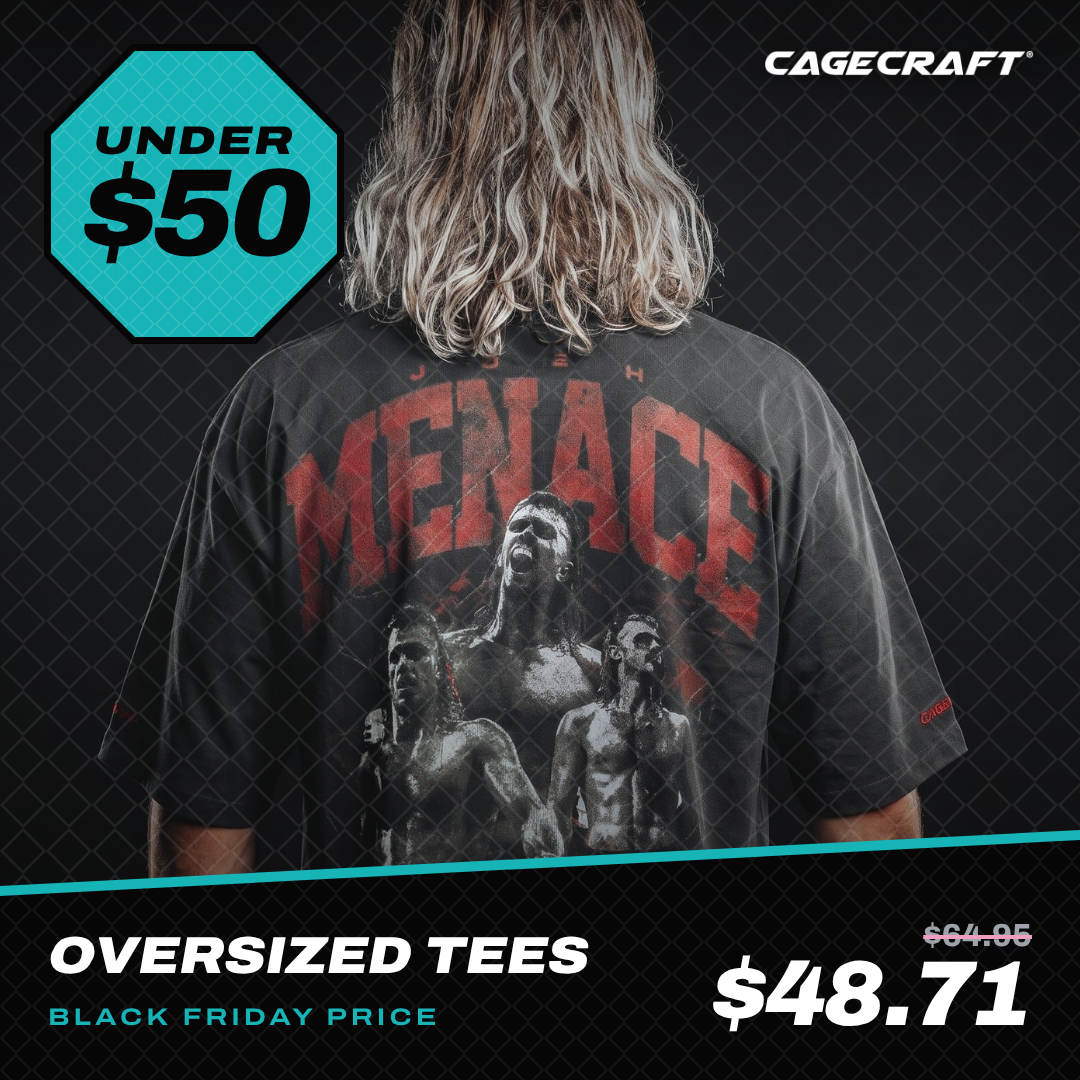 CAGECRAFT®
UNDER
$50
J O S H
MENACE
OVERSIZED TEES
BLACK FRIDAY PRICE
$64.95
$48.71